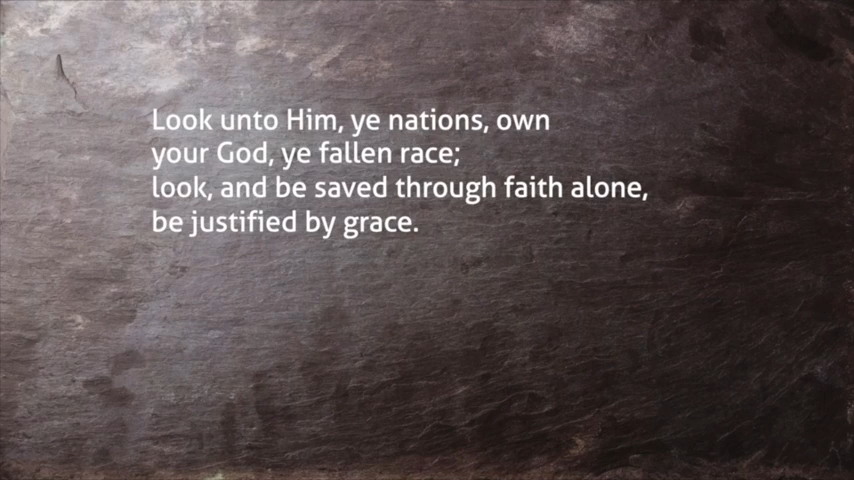 Look unto Him, ye nations, own
your God, ye fallen race;
look, and be saved through faith alone,
be justified by grace.